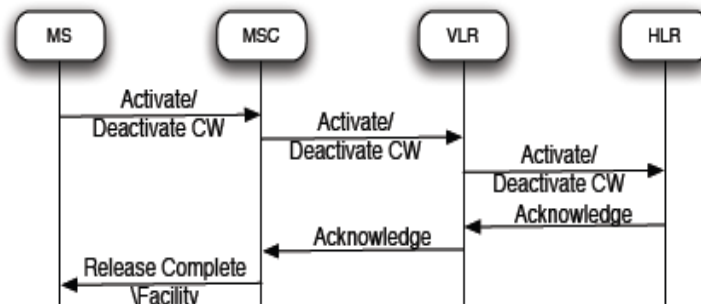 MS
MSC
VLR
HLR
Activate/
Deactivate CW
Activate/
Deactivate CW
Activate/
Deactivate CW
Acknowledge
Acknowledge
Release Complete
\Facility